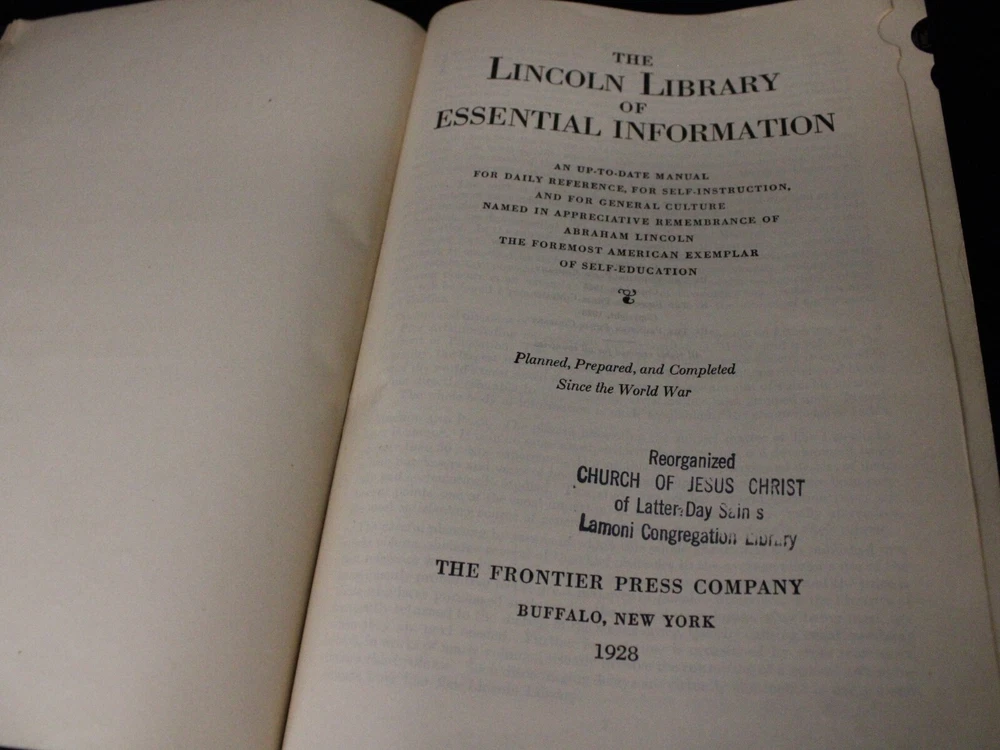 THE
LINCOLN LIBRARY
OF
ESSENTIAL INFORMATION
AN UP-TO-DATE MANUAL
FOR DAILY REFERENCE, FOR SELF-INSTRUCTION,
AND FOR GENERAL CULTURE
NAMED IN APPRECIATIVE REMEMBRANCE OF
ABRAHAM LINCOLN
THE FOREMOST AMERICAN EXEMPLAR
OF SELF-EDUCATION
Planned, Prepared, and Completed
Since the World War
Reorganized
CHURCH OF JESUS CHRIST
of Latter-Day Saints
Lamoni Congregation Library
THE FRONTIER PRESS COMPANY
BUFFALO, NEW YORK
1928